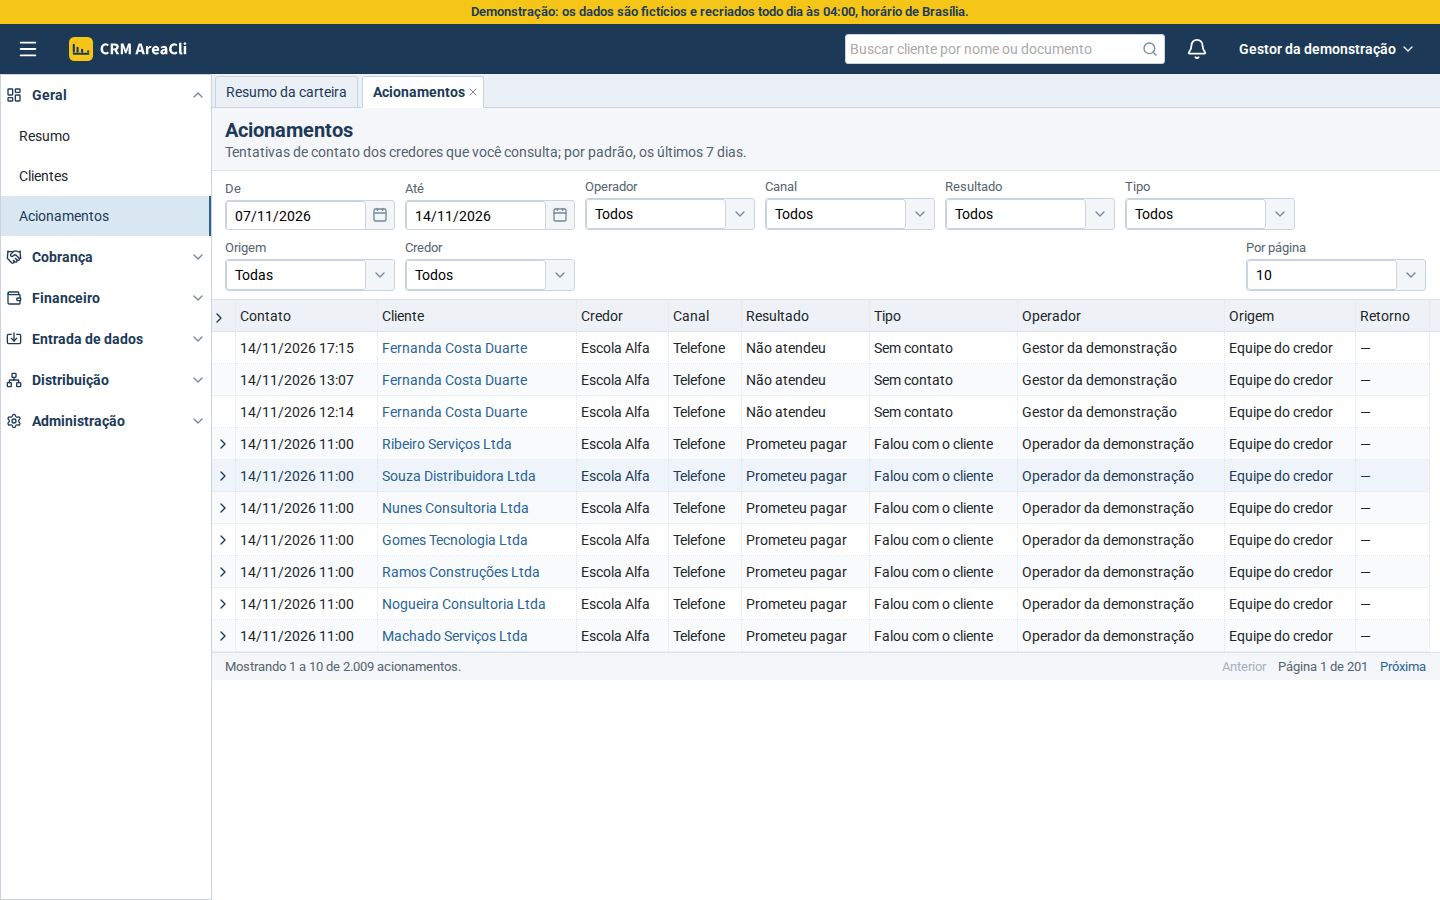 Demonstração: os dados são fictícios e recriados todo dia às 04:00, horário de Brasília.
CRM AreaCli
Buscar cliente por nome ou documento
Gestor da demonstração
Geral
Resumo
Clientes
Acionamentos
Cobrança
Financeiro
Entrada de dados
Distribuição
Administração
Resumo da carteira
Acionamentos
Acionamentos
Tentativas de contato dos credores que você consulta; por padrão, os últimos 7 dias.
De Até Operador Canal Resultado Tipo
07/11/2026 14/11/2026 Todos Todos Todos Todos
Origem Credor Por página
Todas Todos 10
Contato Cliente Credor Canal Resultado Tipo Operador Origem Retorno
14/11/2026 17:15 Fernanda Costa Duarte Escola Alfa Telefone Não atendeu Sem contato Gestor da demonstração Equipe do credor —
14/11/2026 13:07 Fernanda Costa Duarte Escola Alfa Telefone Não atendeu Sem contato Gestor da demonstração Equipe do credor —
14/11/2026 12:14 Fernanda Costa Duarte Escola Alfa Telefone Não atendeu Sem contato Gestor da demonstração Equipe do credor —
14/11/2026 11:00 Ribeiro Serviços Ltda Escola Alfa Telefone Prometeu pagar Falou com o cliente Operador da demonstração Equipe do credor —
14/11/2026 11:00 Souza Distribuidora Ltda Escola Alfa Telefone Prometeu pagar Falou com o cliente Operador da demonstração Equipe do credor —
14/11/2026 11:00 Nunes Consultoria Ltda Escola Alfa Telefone Prometeu pagar Falou com o cliente Operador da demonstração Equipe do credor —
14/11/2026 11:00 Gomes Tecnologia Ltda Escola Alfa Telefone Prometeu pagar Falou com o cliente Operador da demonstração Equipe do credor —
14/11/2026 11:00 Ramos Construções Ltda Escola Alfa Telefone Prometeu pagar Falou com o cliente Operador da demonstração Equipe do credor —
14/11/2026 11:00 Nogueira Consultoria Ltda Escola Alfa Telefone Prometeu pagar Falou com o cliente Operador da demonstração Equipe do credor —
14/11/2026 11:00 Machado Serviços Ltda Escola Alfa Telefone Prometeu pagar Falou com o cliente Operador da demonstração Equipe do credor —
Mostrando 1 a 10 de 2.009 acionamentos. Anterior Página 1 de 201 Próxima